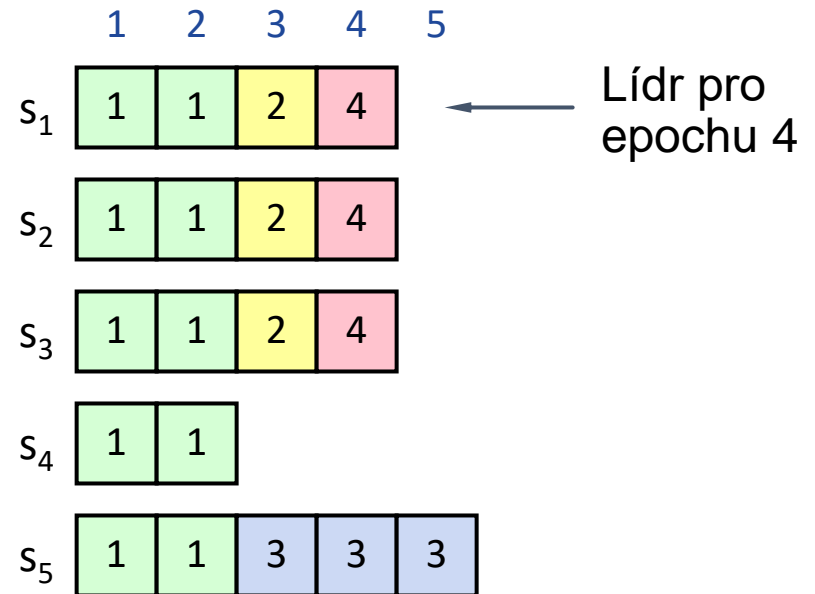 1 2 3 4 5
s1 1 1 2 4
Lídr pro
epochu 4
s2 1 1 2 4
s3 1 1 2 4
s4 1 1
s5 1 1 3 3 3